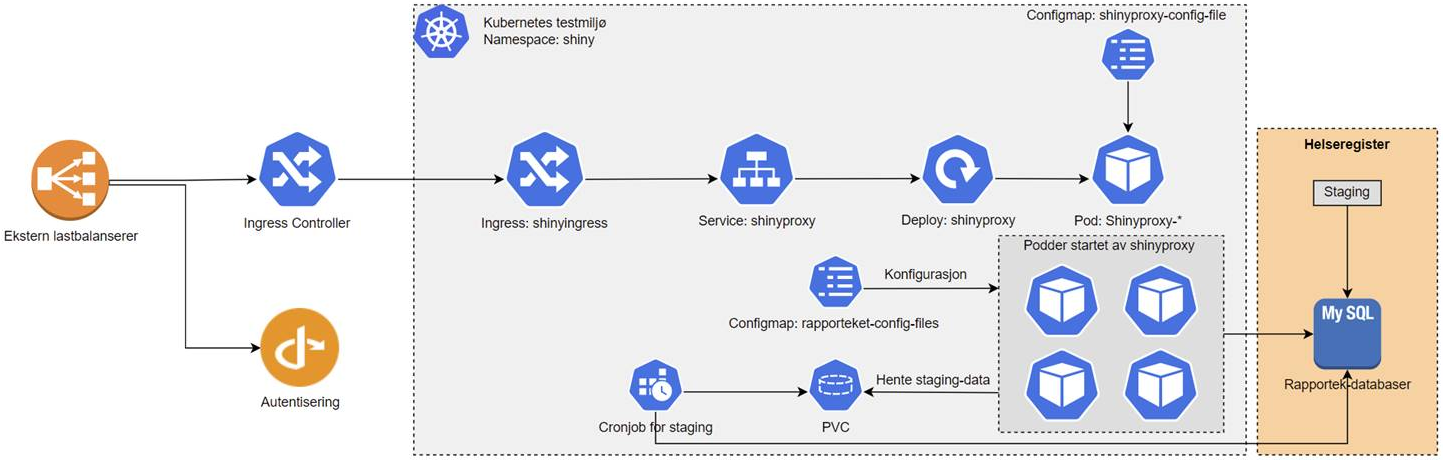 Kubernetes testmiljø
Namespace: shiny
Configmap: shinyproxy-config-file
Helseregister
Staging
Ekstern lastbalanserer
Ingress Controller
Ingress: shinyingress
Service: shinyproxy
Deploy: shinyproxy
Pod: Shinyproxy-*
Podder startet av shinyproxy
Konfigurasjon
Configmap: rapporteket-config-files
My SQL
Rapportek-databaser
Autentisering
Hente staging-data
Cronjob for staging
PVC